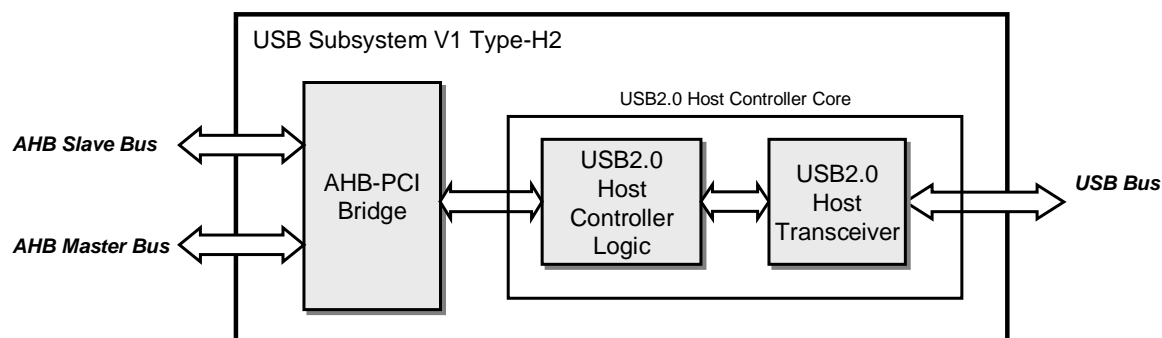 USB Subsystem V1 Type-H2
USB2.0 Host Controller Core
AHB Slave Bus
AHB Master Bus
AHB-PCI
Bridge
USB2.0
Host
Controller
Logic
USB2.0
Host
Transceiver
USB Bus